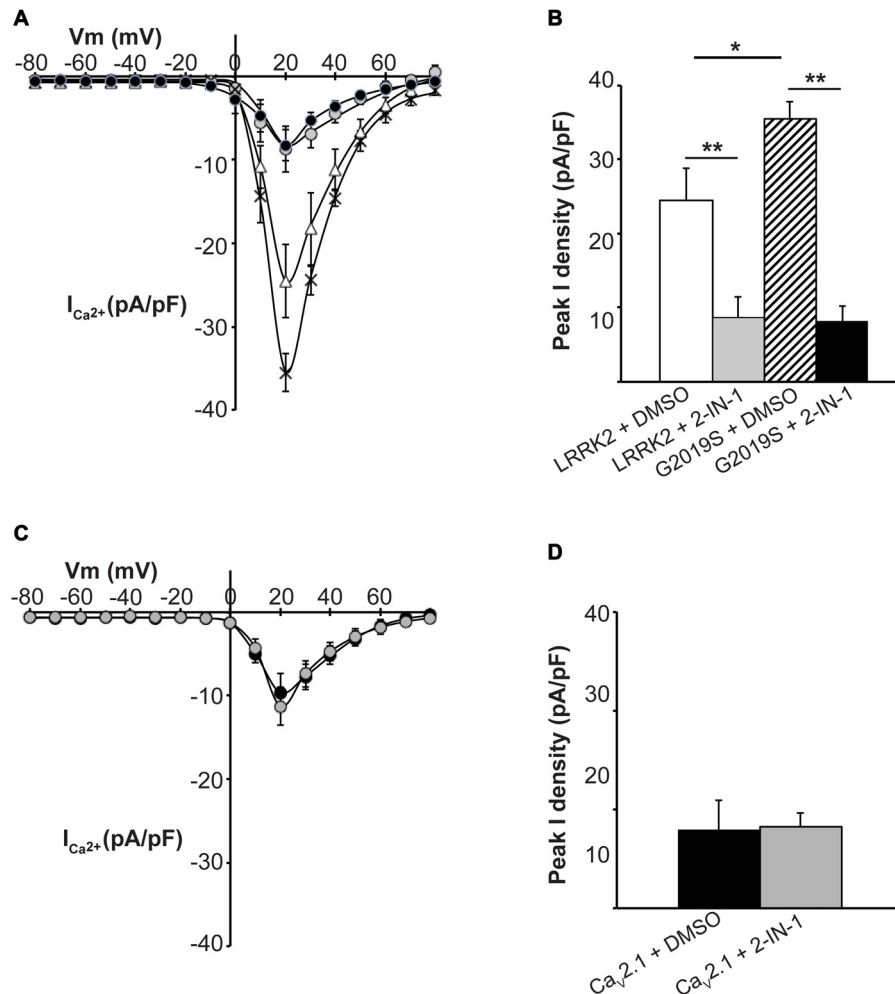 A
Vm (mV)
-80 -60 -40 -20 0 20 40 60
-10
-20
-30
-40
I Ca2+ (pA/pF)
B
Peak I density (pA/pF)
40
30
20
10
*
**
**
LRRK2 + DMSO
LRRK2 + 2-IN-1
G2019S + DMSO
G2019S + 2-IN-1
C
Vm (mV)
-80 -60 -40 -20 0 20 40 60
-10
-20
-30
-40
I Ca2+ (pA/pF)
D
Peak I density (pA/pF)
40
30
20
10
CaV2.1 + DMSO
CaV2.1 + 2-IN-1